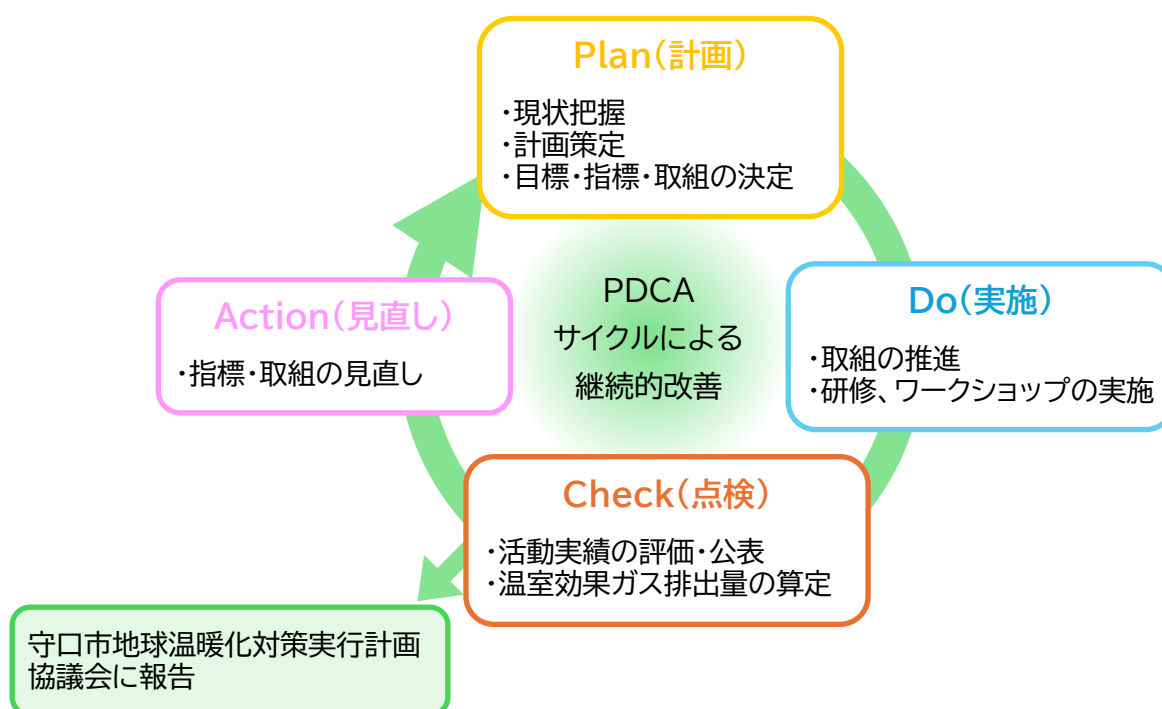 Plan(計画)
・現状把握
・計画策定
・目標・指標・取組の決定
Do(実施)
・取組の推進
・研修、ワークショップの実施
Check(点検)
・活動実績の評価・公表
・温室効果ガス排出量の算定
Action(見直し)
・指標・取組の見直し
PDCA
サイクルによる
継続的改善
守口市地球温暖化対策実行計画
協議会に報告